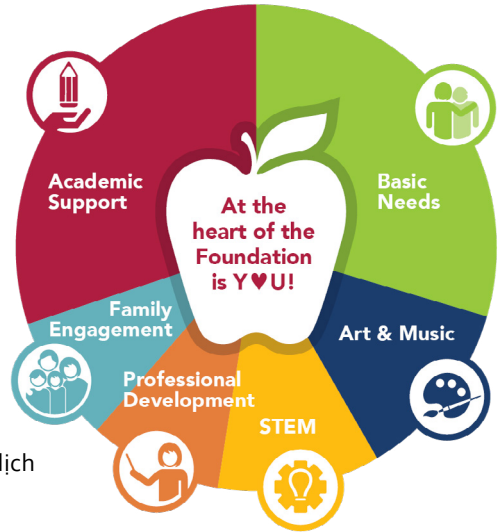 Academic
Support
Basic
Needs
At the
heart of the
Foundation
is Y♥U!
Family
Engagement
Art & Music
Professional
Development
STEM
lịch